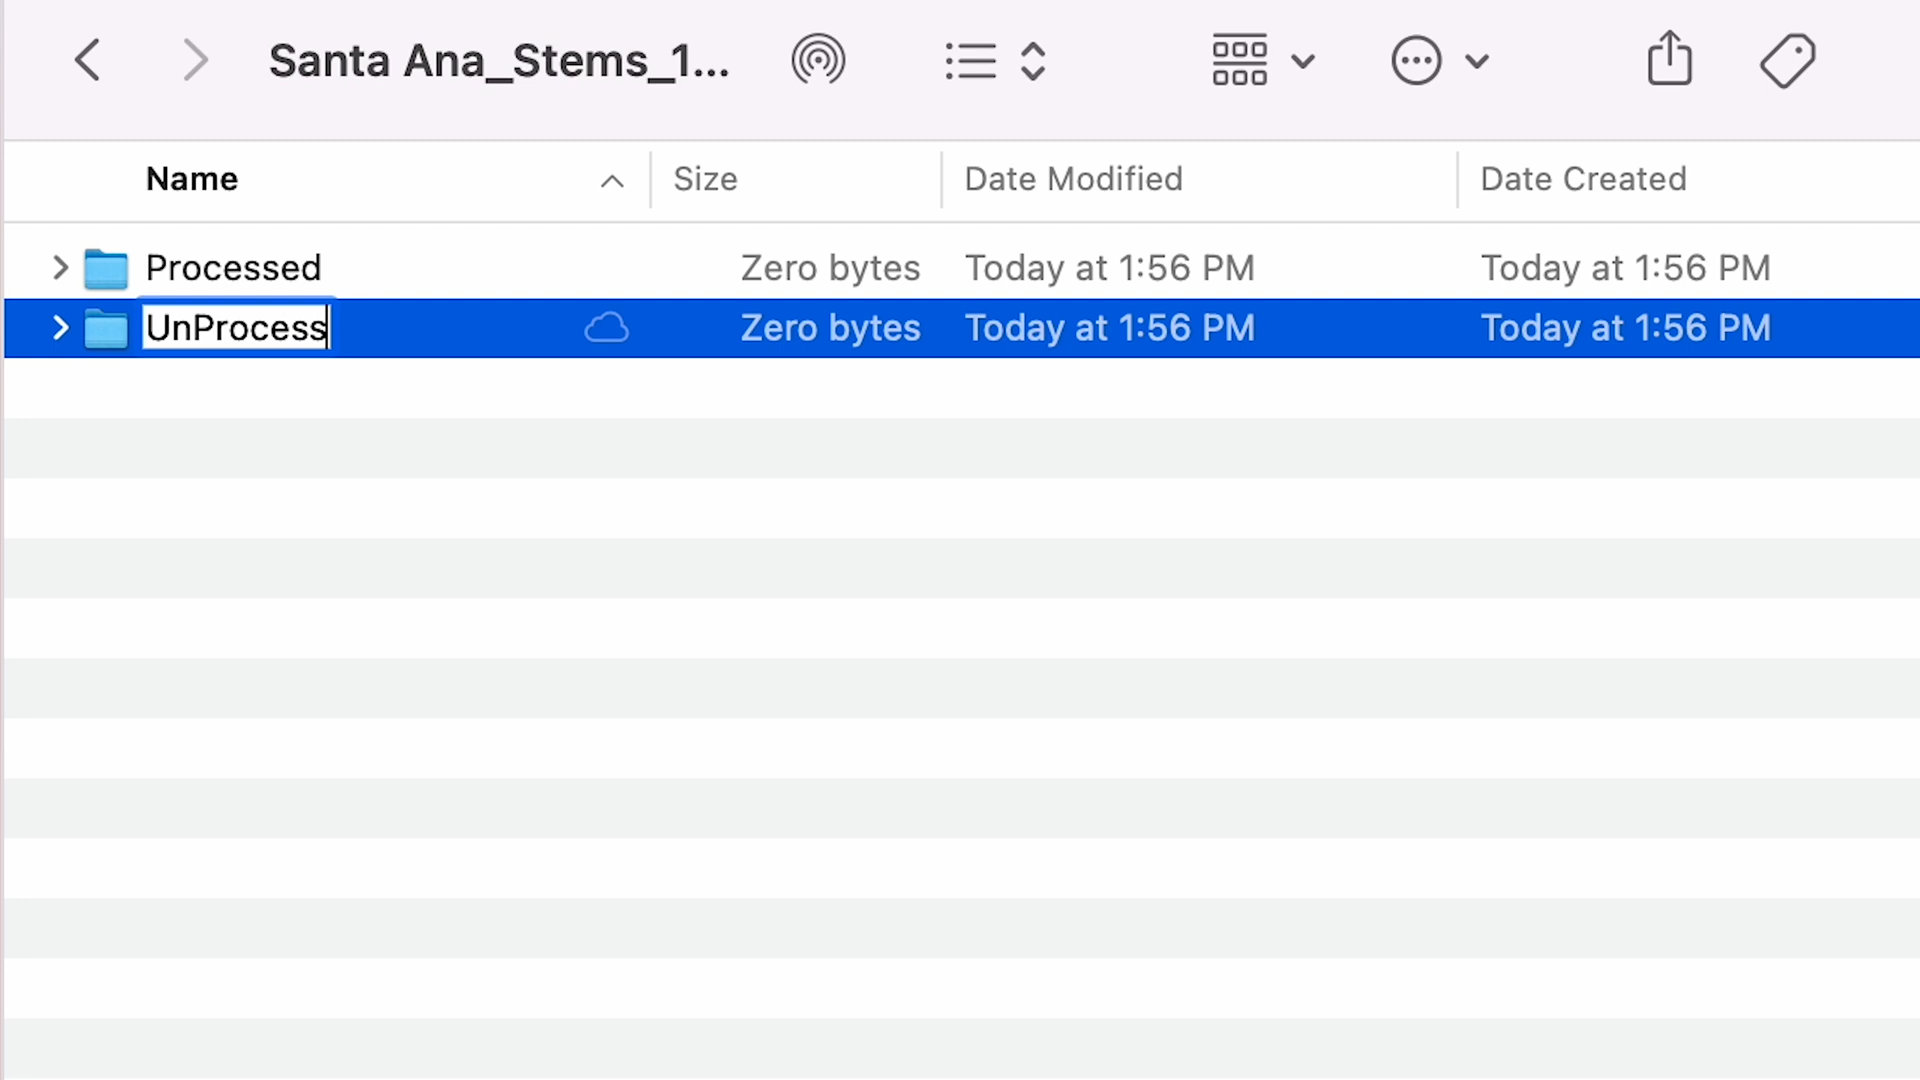 Santa Ana_Stems_1...
Name Size Date Modified Date Created
Processed Zero bytes Today at 1:56 PM Today at 1:56 PM
UnProcess Zero bytes Today at 1:56 PM Today at 1:56 PM